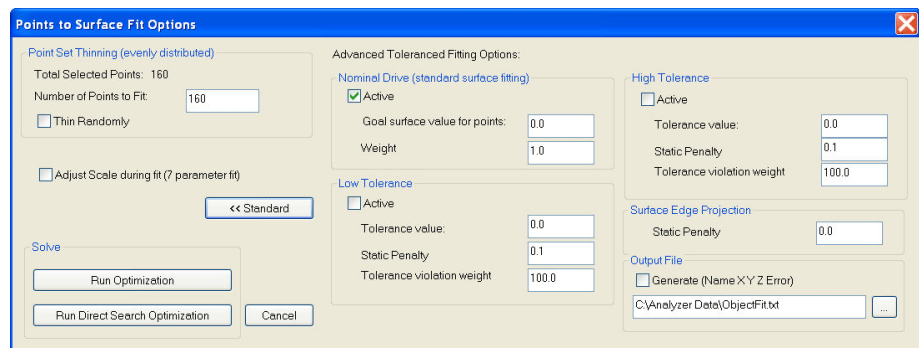 Points to Surface Fit Options
Point Set Thinning (evenly distributed)
Total Selected Points: 160
Number of Points to Fit: 160
Thin Randomly
Adjust Scale during fit (7 parameter fit)
<< Standard
Solve
Run Optimization
Run Direct Search Optimization
Cancel
Advanced Toleranced Fitting Options:
Nominal Drive (standard surface fitting)
Active
Goal surface value for points: 0.0
Weight 1.0
Low Tolerance
Active
Tolerance value: 0.0
Static Penalty 0.1
Tolerance violation weight 100.0
High Tolerance
Active
Tolerance value: 0.0
Static Penalty 0.1
Tolerance violation weight 100.0
Surface Edge Projection
Static Penalty 0.0
Output File
Generate (Name X Y Z Error)
C:\Analyzer Data\ObjectFit.txt
...